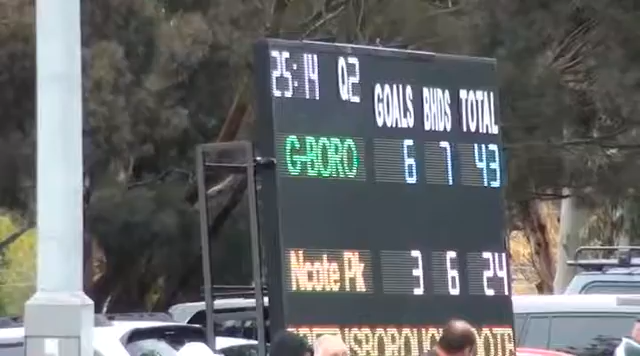 25:14 Q2
GOALS BHDS TOTAL
G-BORO 6 7 43
Ncote Pk 3 6 24